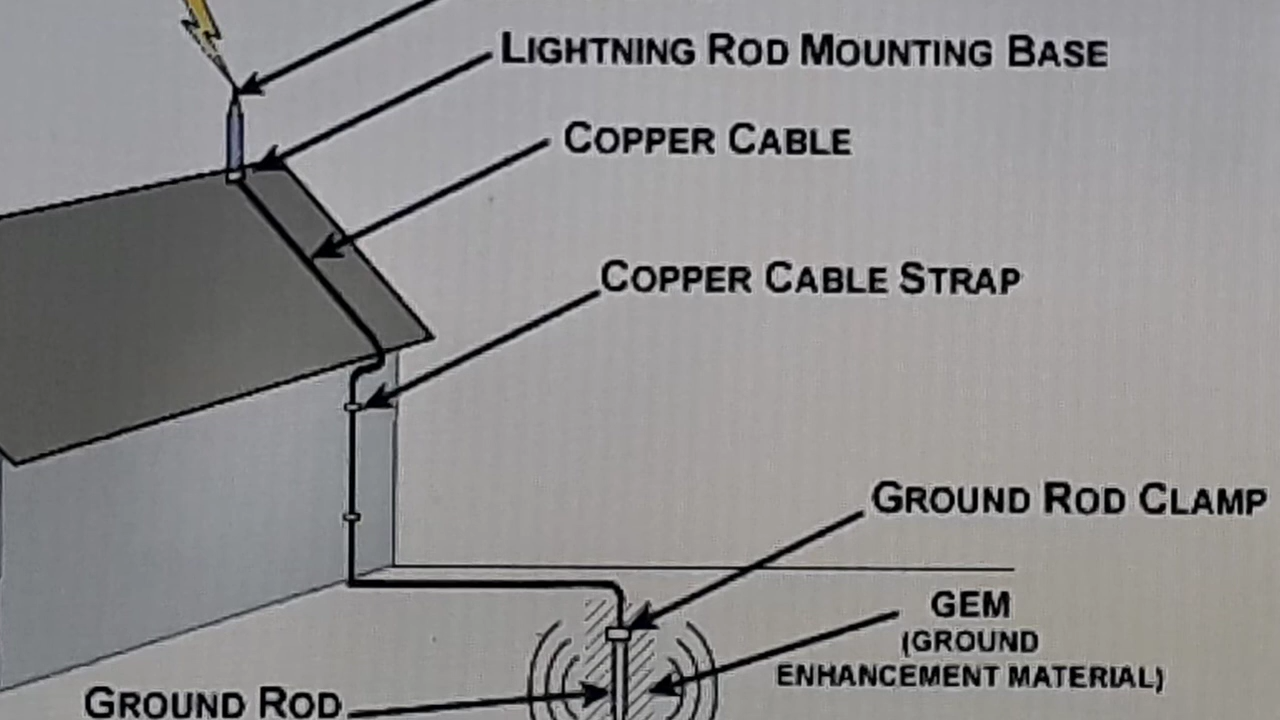 LIGHTNING ROD MOUNTING BASE
COPPER CABLE
COPPER CABLE STRAP
GROUND ROD CLAMP
GEM
(GROUND
ENHANCEMENT MATERIAL)
GROUND ROD